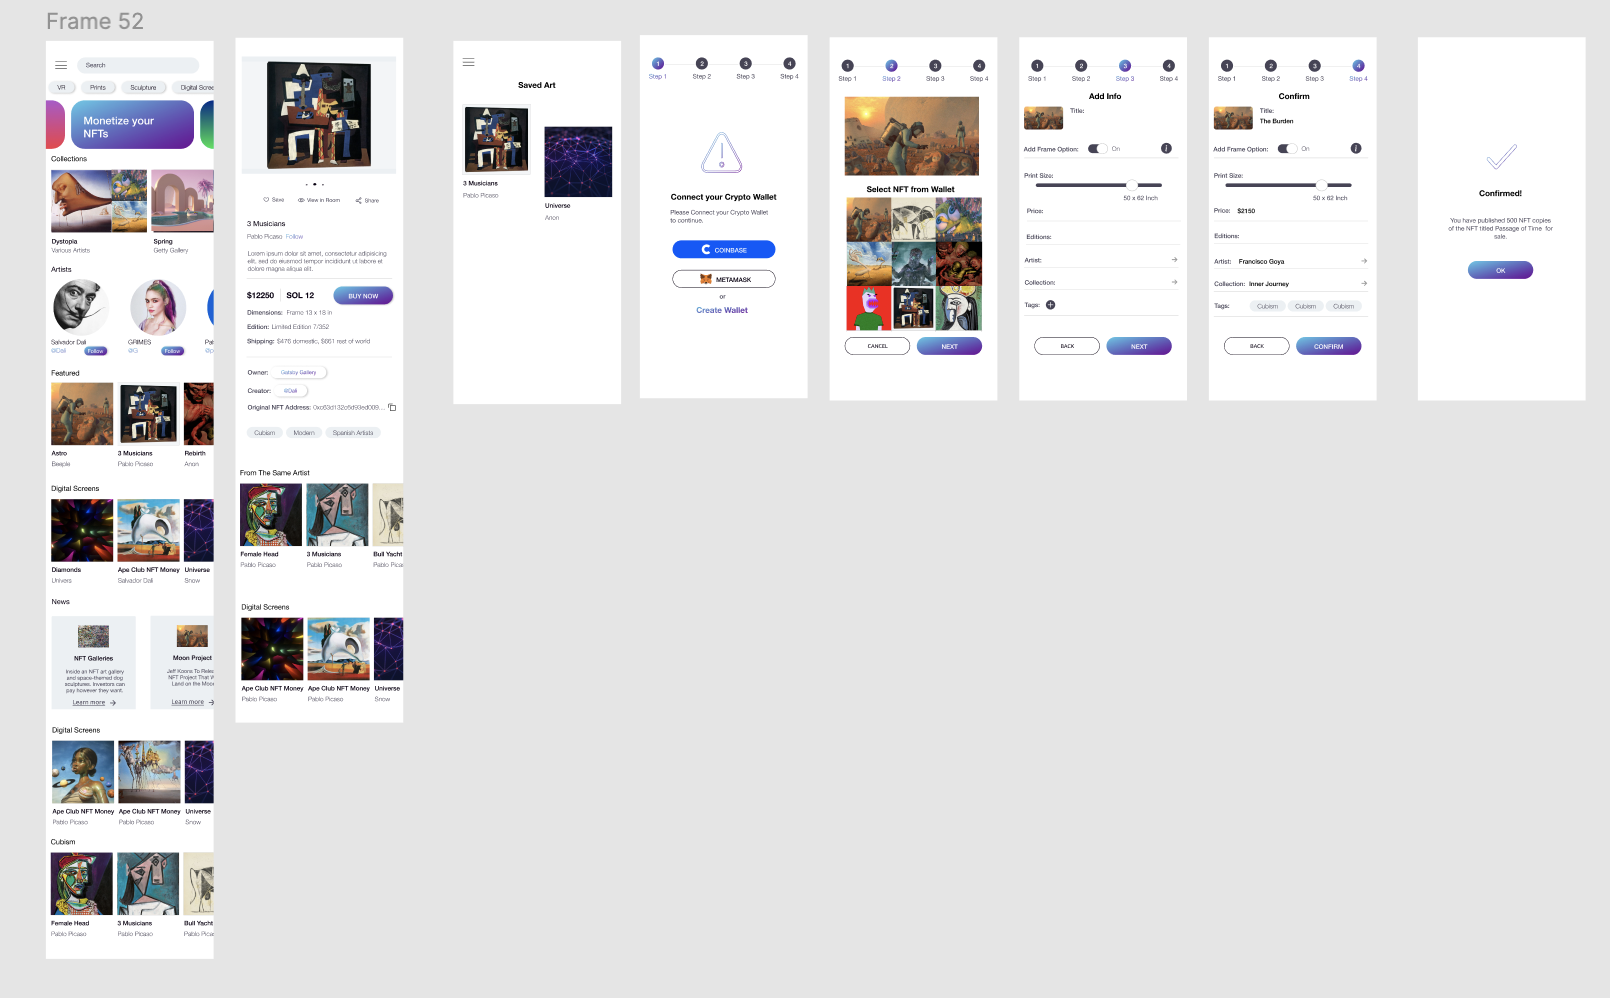 Frame 52
Search
VR
Prints
Sculpture
Digital Scree
Monetize your
NFTs
Collections
Dystopia
Various Artists
Spring
Getty Gallery
Artists
Salvador Dali
@Dali
Follow
GRIMES
@G
Follow
Featured
Astro
Beeple
3 Musicians
Pablo Picaso
Rebirth
Anon
Digital Screens
Diamonds
Univers
Ape Club NFT Money
Salvador Dali
Universe
Snow
News
NFT Galleries
Inside an NFT art gallery
and space-themed dog
sculptures. Investors can
pay however they want.
Learn more
Moon Project
Jeff Koons To Relea
NFT Project That W
Land on the Moo
Learn more
Digital Screens
Ape Club NFT Money
Pablo Picaso
Ape Club NFT Money
Pablo Picaso
Universe
Snow
Cubism
Female Head
Pablo Picaso
3 Musicians
Pablo Picaso
Bull Yacht
Pablo Picas
Save
View in Room
Share
3 Musicians
Pablo Picaso Follow
Lorem ipsum dolor sit amet, consectetur adipiscing
elit, sed do eiusmod tempor incididunt ut labore et
dolore magna aliqua elit.
$12250
SOL 12
BUY NOW
Dimensions: Frame 13 x 18 in
Edition: Limited Edition 7/352
Shipping: $476 domestic, $861 rest of world
Owner: Gatsby Gallery
Creator: @Dali
Original NFT Address: 0xc63d132c5d93ed009...
Cubism
Modern
Spanish Artists
From The Same Artist
Female Head
Pablo Picaso
3 Musicians
Pablo Picaso
Bull Yacht
Pablo Picas
Digital Screens
Ape Club NFT Money
Pablo Picaso
Ape Club NFT Money
Pablo Picaso
Universe
Snow
Saved Art
3 Musicians
Pablo Picaso
Universe
Anon
1 2 3 4
Step 1 Step 2 Step 3 Step 4
Connect your Crypto Wallet
Please Connect your Crypto Wallet
to continue.
COINBASE
METAMASK
or
Create Wallet
1 2 3 4
Step 1 Step 2 Step 3 Step 4
Select NFT from Wallet
CANCEL
NEXT
1 2 3 4
Step 1 Step 2 Step 3 Step 4
Add Info
Title:
Add Frame Option: On i
Print Size:
50 x 62 Inch
Price:
Editions:
Artist:
Collection:
Tags:
BACK
NEXT
1 2 3 4
Step 1 Step 2 Step 3 Step 4
Confirm
Title:
The Burden
Add Frame Option: On i
Print Size:
50 x 62 Inch
Price: $2150
Editions:
Artist: Francisco Goya
Collection: Inner Journey
Tags: Cubism Cubism Cubism
BACK
CONFIRM
Confirmed!
You have published 500 NFT copies
of the NFT titled Passage of Time for
sale.
OK